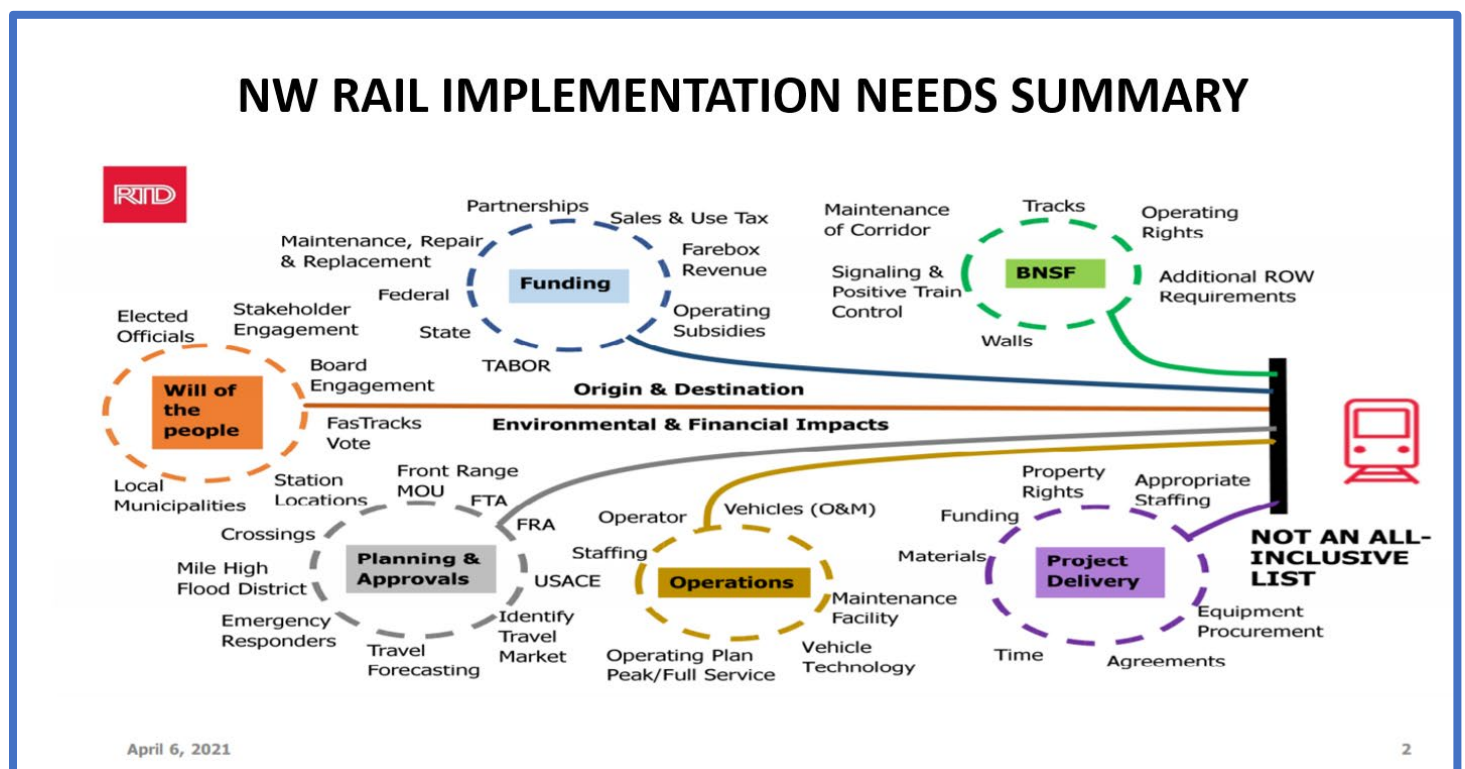 NW RAIL IMPLEMENTATION NEEDS SUMMARY
RTD
Partnerships
Sales & Use Tax
Maintenance, Repair
& Replacement
Farebox
Revenue
Funding
Federal
Operating
Subsidies
State
TABOR
Maintenance
of Corridor
Tracks
Operating
Rights
Signaling &
Positive Train
Control
BNSF
Additional ROW
Requirements
Walls
Elected
Officials
Stakeholder
Engagement
Board
Engagement
Will of
the
people
FasTracks
Vote
Local
Municipalities
Station
Locations
Origin & Destination
Environmental & Financial Impacts
Front Range
MOU
FTA
FRA
Crossings
Planning &
Approvals
Mile High
Flood District
USACE
Emergency
Responders
Identify
Travel
Market
Travel
Forecasting
Operator
Vehicles (O&M)
Staffing
Operations
Maintenance
Facility
Vehicle
Technology
Operating Plan
Peak/Full Service
Property
Rights
Appropriate
Staffing
Funding
Materials
Project
Delivery
Equipment
Procurement
Time
Agreements
NOT AN ALL-
INCLUSIVE
LIST
April 6, 2021
2